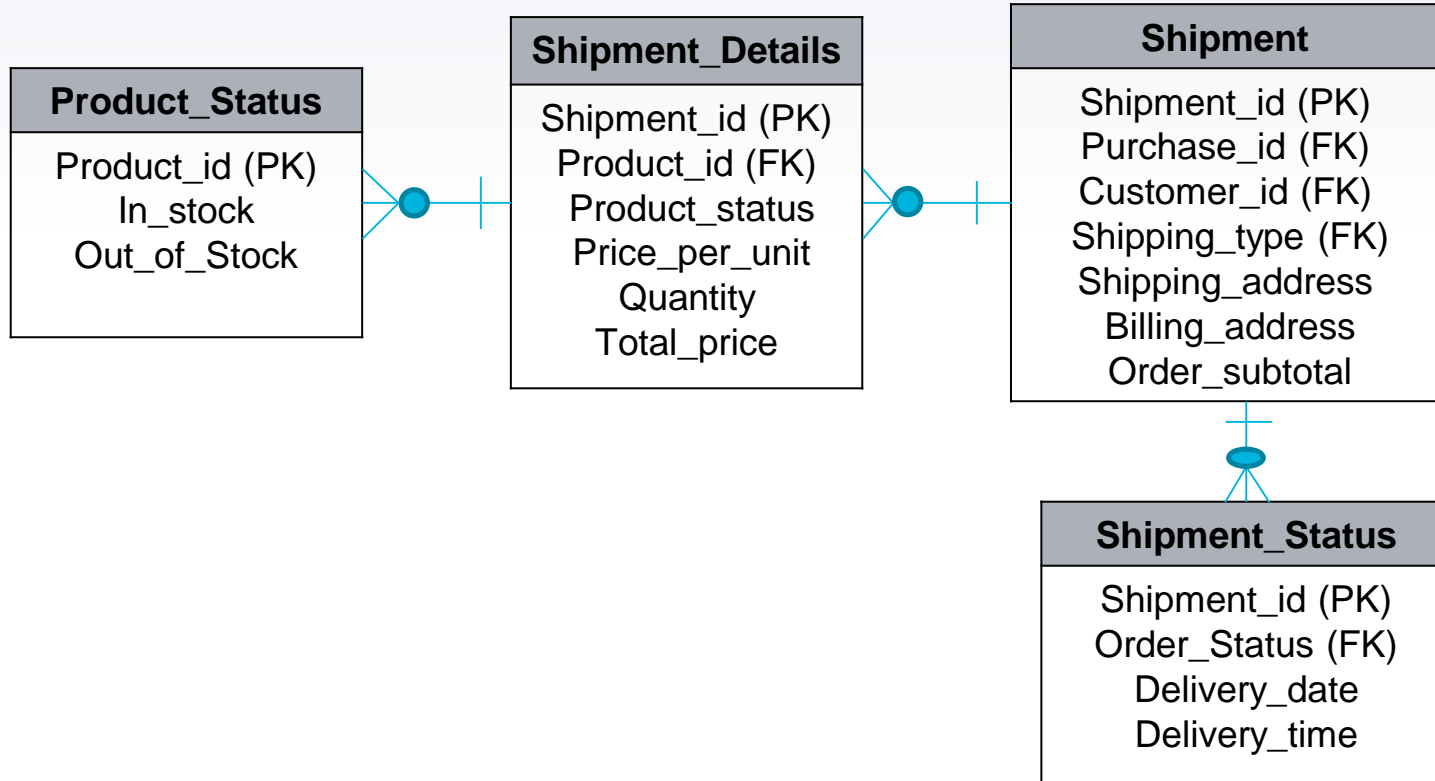 Product_Status
Product_id (PK)
In_stock
Out_of_Stock
Shipment_Details
Shipment_id (PK)
Product_id (FK)
Product_status
Price_per_unit
Quantity
Total_price
Shipment
Shipment_id (PK)
Purchase_id (FK)
Customer_id (FK)
Shipping_type (FK)
Shipping_address
Billing_address
Order_subtotal
Shipment_Status
Shipment_id (PK)
Order_Status (FK)
Delivery_date
Delivery_time